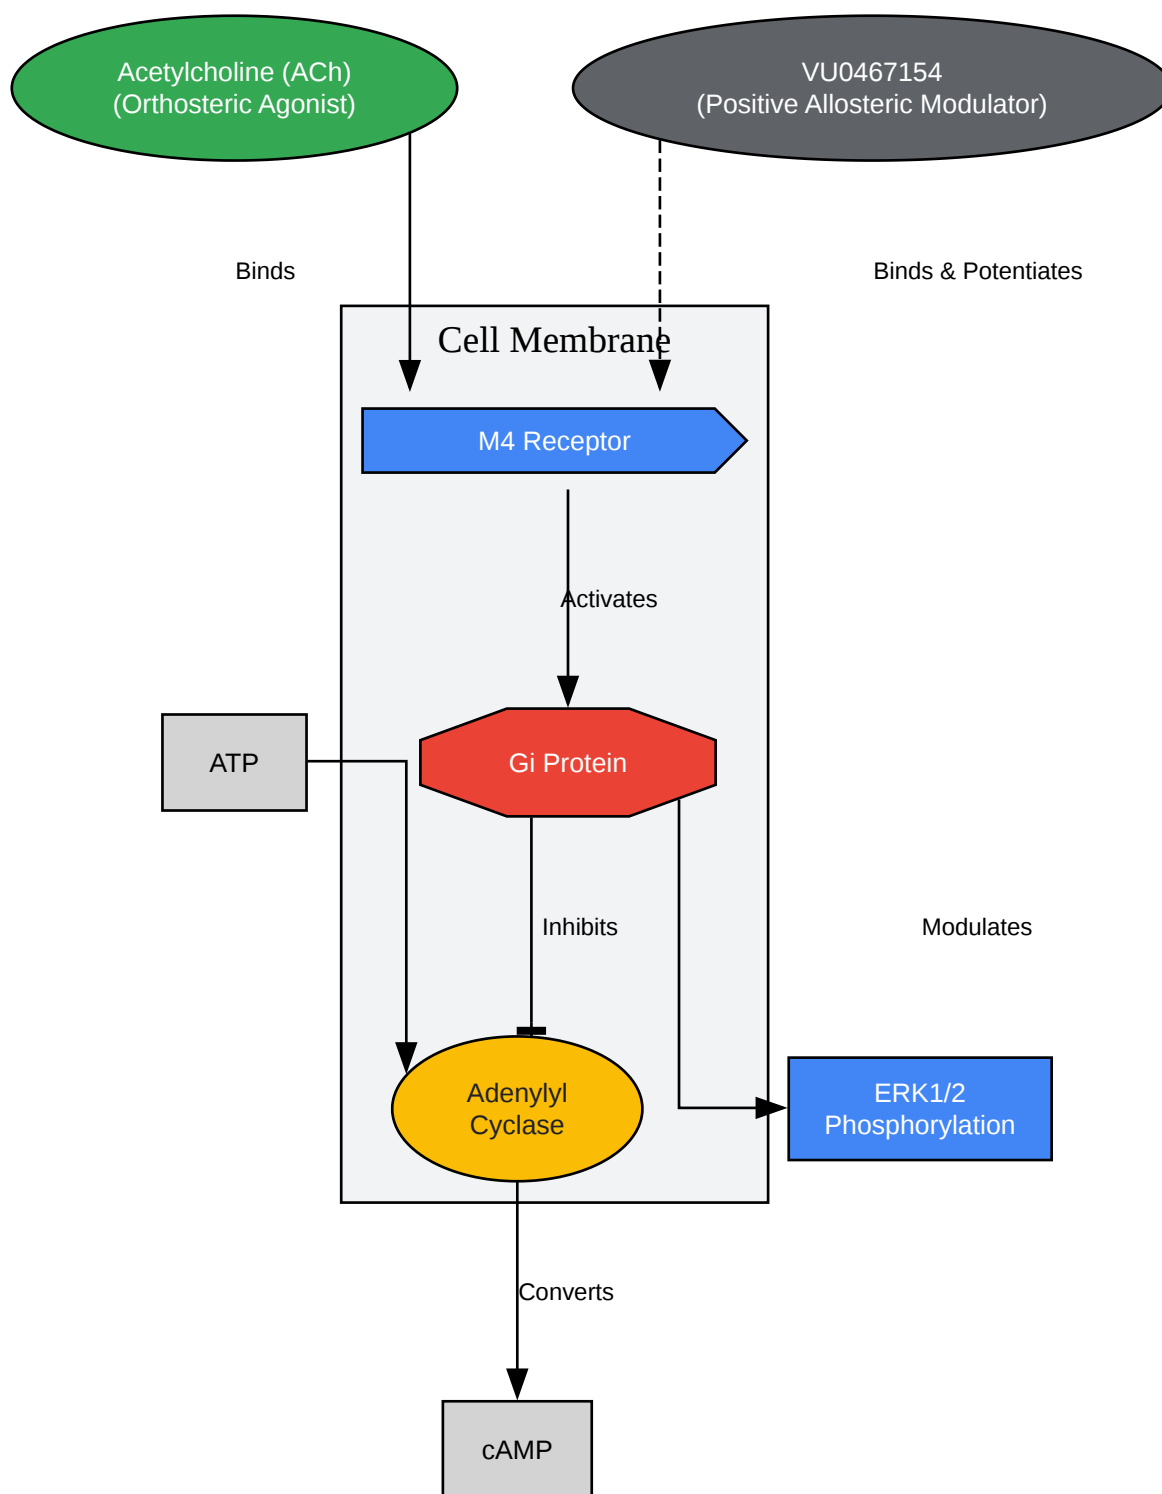 Acetylcholine (ACh)
(Orthosteric Agonist)
VU0467154
(Positive Allosteric Modulator)
Binds
Binds & Potentiates
Cell Membrane
M4 Receptor
Activates
ATP
Gi Protein
Inhibits
Modulates
Adenylyl
Cyclase
ERK1/2
Phosphorylation
Converts
cAMP